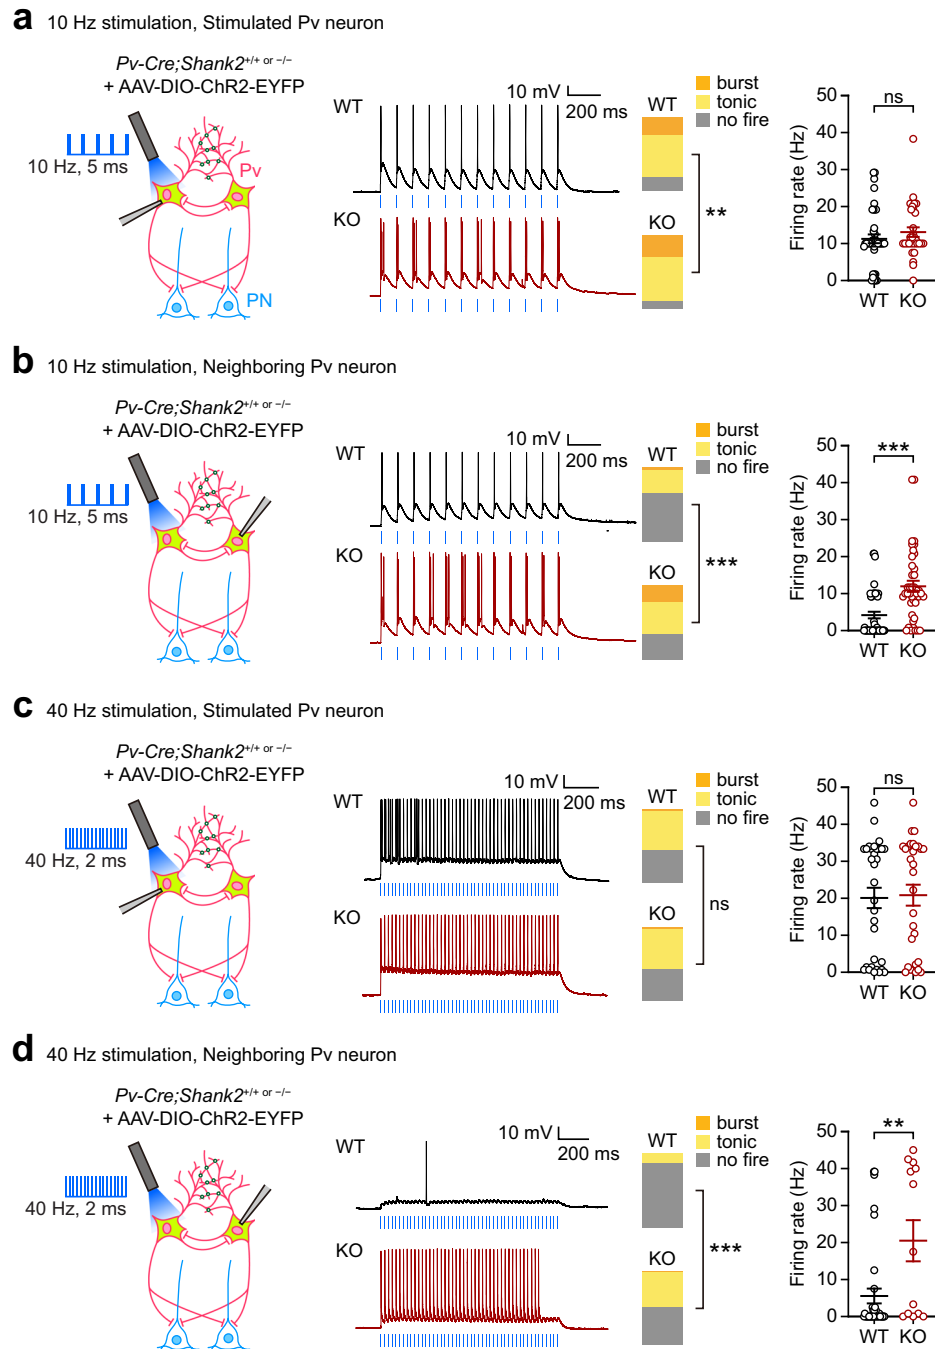 a 10 Hz stimulation, Stimulated Pv neuron
Pv-Cre;Shank2+/+ or −/−
+ AAV-DIO-ChR2-EYFP
10 Hz, 5 ms
Pv
PN
WT
10 mV
200 ms
KO
burst
tonic
no fire
WT
KO
**
Firing rate (Hz)
50
40
30
20
10
0
ns
WT KO
b 10 Hz stimulation, Neighboring Pv neuron
Pv-Cre;Shank2+/+ or −/−
+ AAV-DIO-ChR2-EYFP
10 Hz, 5 ms
WT
10 mV
200 ms
KO
burst
tonic
no fire
WT
KO
***
Firing rate (Hz)
50
40
30
20
10
0
***
WT KO
c 40 Hz stimulation, Stimulated Pv neuron
Pv-Cre;Shank2+/+ or −/−
+ AAV-DIO-ChR2-EYFP
40 Hz, 2 ms
WT
10 mV
200 ms
KO
burst
tonic
no fire
WT
KO
ns
Firing rate (Hz)
50
40
30
20
10
0
ns
WT KO
d 40 Hz stimulation, Neighboring Pv neuron
Pv-Cre;Shank2+/+ or −/−
+ AAV-DIO-ChR2-EYFP
40 Hz, 2 ms
WT
10 mV
200 ms
KO
burst
tonic
no fire
WT
KO
***
Firing rate (Hz)
50
40
30
20
10
0
**
WT KO